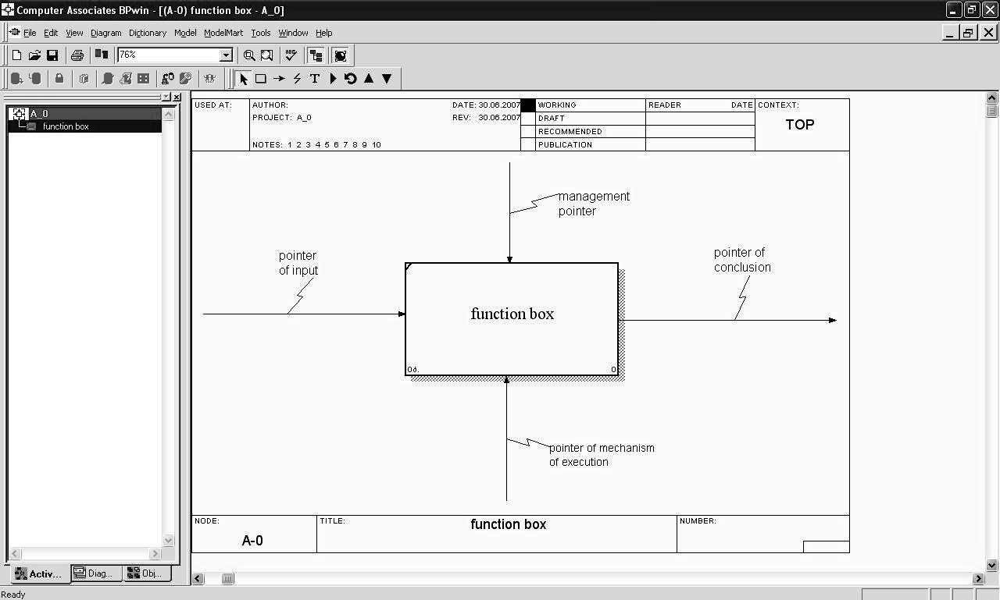 Computer Associates BPwin - [(A-0) function box - A_0]
File Edit View Diagram Dictionary Model ModelMart Tools Window Help
76%
ABC
T
A_0
function box
USED AT:
AUTHOR:
DATE: 30.06.2007
PROJECT: A_0
REV: 30.06.2007
NOTES: 1 2 3 4 5 6 7 8 9 10
WORKING
DRAFT
RECOMMENDED
PUBLICATION
READER
DATE
CONTEXT:
TOP
management
pointer
pointer
of input
pointer of
conclusion
function box
0
pointer of mechanism
of execution
NODE:
A-0
TITLE:
function box
NUMBER:
Activ...
Diag...
Obj...
Ready